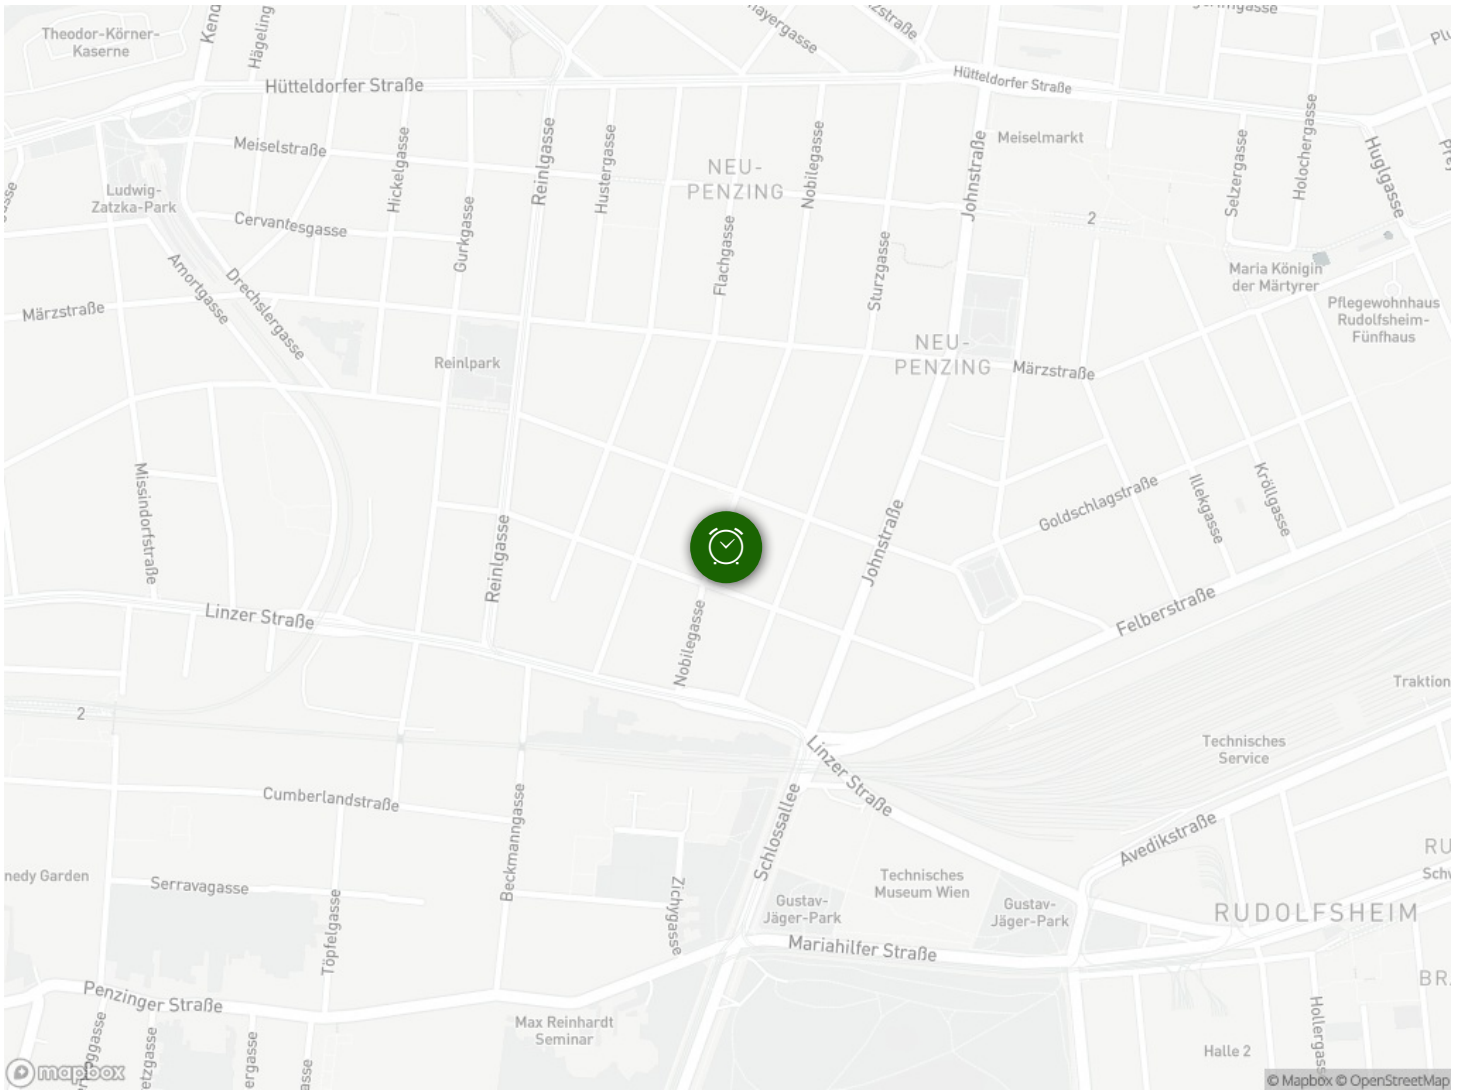 Theodor-Körner-
Kaserne
Hägeling
Hütteldorfer Straße
Hütteldorfer Straße
Meiselmarkt
Meiselstraße
Hickelgasse
Reinlgasse
Hustergasse
NEU-
PENZING
Nobilegasse
Johnstraße
Selzergasse
Holochergasse
Huglgasse
Ludwig-
Zatzka-Park
Cervantesgasse
Gurkgasse
Flachgasse
Sturzgasse
2
Amortgasse
Drechslergasse
Maria Königin
der Märtyrer
Märzstraße
Pflegewohnhaus
Rudolfsheim-
Fünfhaus
Reinlpark
NEU-
PENZING
Märzstraße
Missindorfstraße
Reinlgasse
Johnstraße
Goldschlagstraße
Illekgasse
Kröllgasse
Linzer Straße
Nobilegasse
Felberstraße
2
Traktion
Technisches
Service
Linzer Straße
Cumberlandstraße
Beckmanngasse
Schlossallee
Avedikstraße
nedy Garden
Serravagasse
Töpfelgasse
Zichygasse
Technisches
Museum Wien
Gustav-
Jäger-Park
Gustav-
Jäger-Park
RUDOLFSHEIM
Mariahilfer Straße
Penzinger Straße
Max Reinhardt
Seminar
Hollergasse
Halle 2
mapbox
© Mapbox © OpenStreetMap